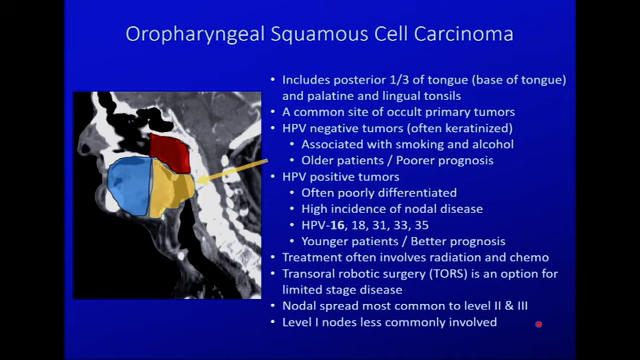 Oropharyngeal Squamous Cell Carcinoma
• Includes posterior 1/3 of tongue (base of tongue)
and palatine and lingual tonsils
• A common site of occult primary tumors
• HPV negative tumors (often keratinized)
• Associated with smoking and alcohol
• Older patients / Poorer prognosis
• HPV positive tumors
• Often poorly differentiated
• High incidence of nodal disease
• HPV-16, 18, 31, 33, 35
• Younger patients / Better prognosis
• Treatment often involves radiation and chemo
• Transoral robotic surgery (TORS) is an option for
limited stage disease
• Nodal spread most common to level II & III
• Level I nodes less commonly involved